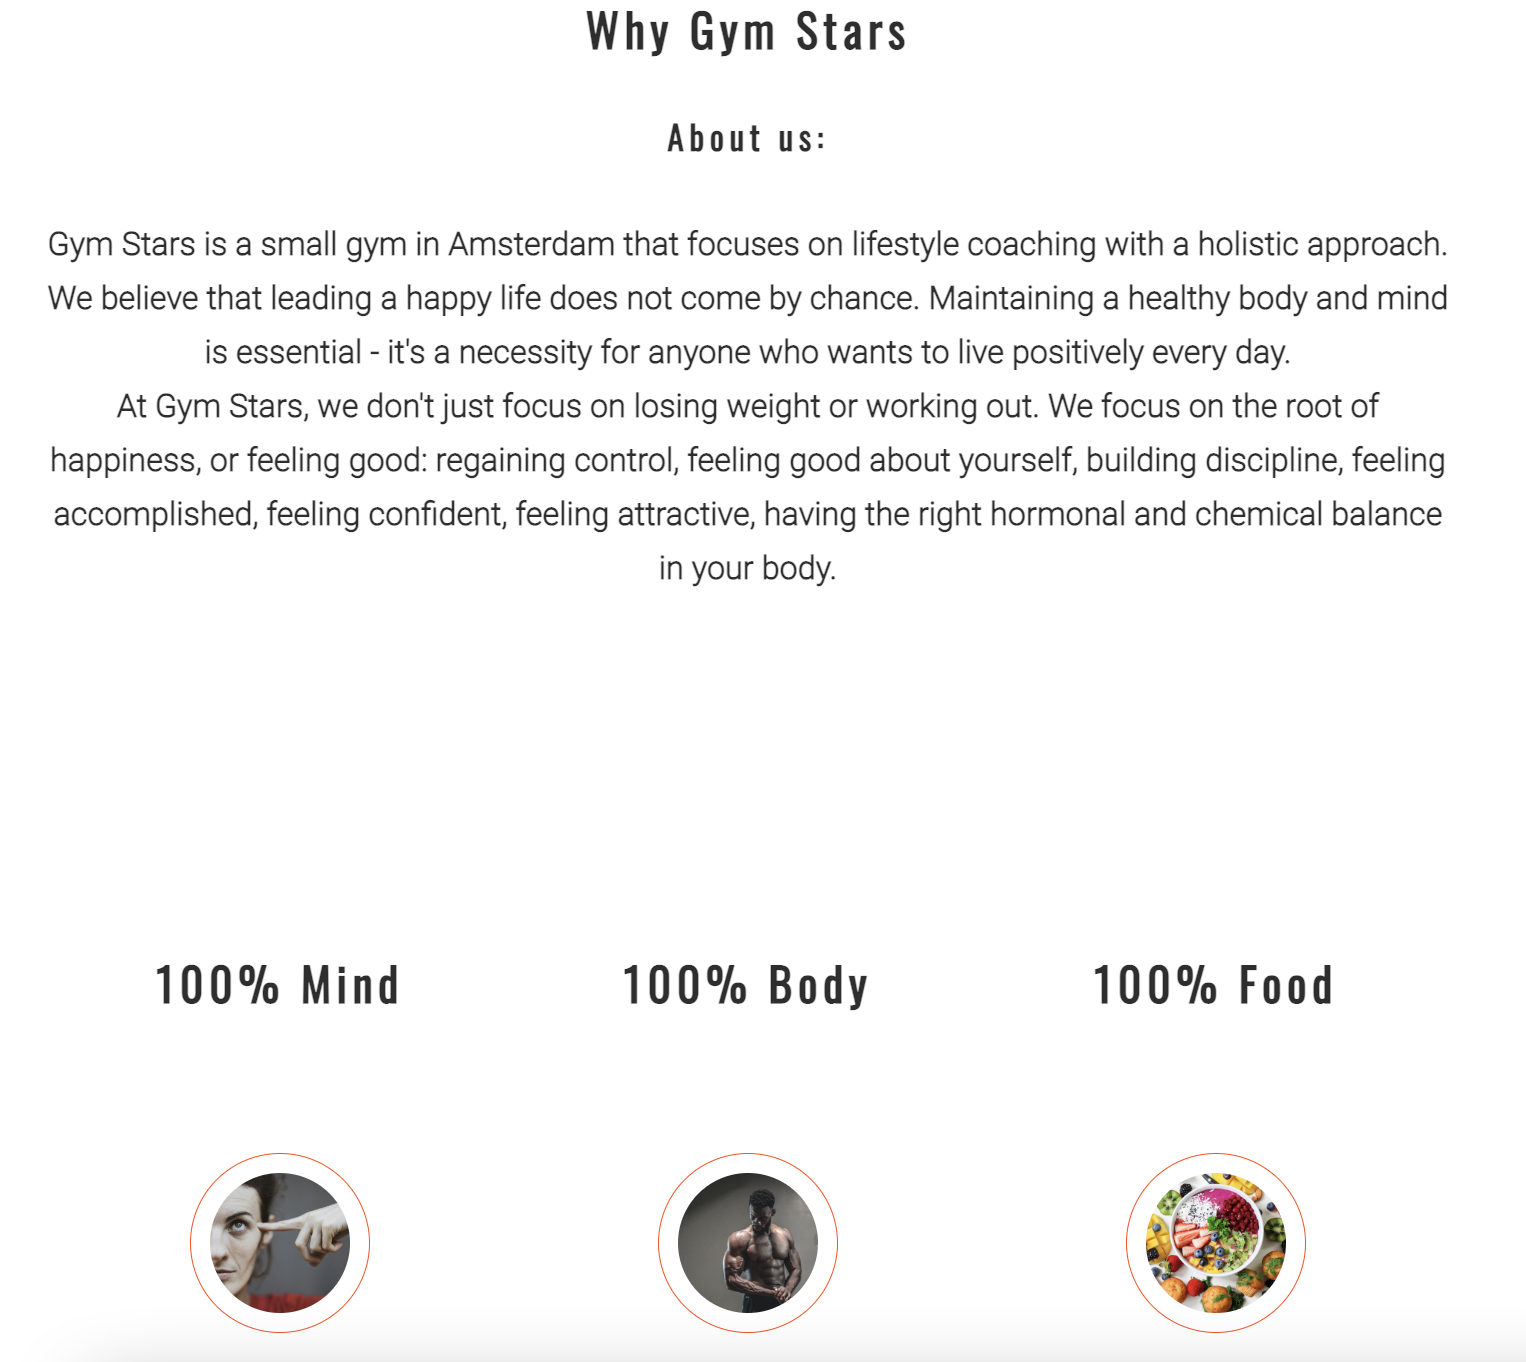 Why Gym Stars
About us:
Gym Stars is a small gym in Amsterdam that focuses on lifestyle coaching with a holistic approach.
We believe that leading a happy life does not come by chance. Maintaining a healthy body and mind
is essential - it's a necessity for anyone who wants to live positively every day.
At Gym Stars, we don't just focus on losing weight or working out. We focus on the root of
happiness, or feeling good: regaining control, feeling good about yourself, building discipline, feeling
accomplished, feeling confident, feeling attractive, having the right hormonal and chemical balance
in your body.
100% Mind
100% Body
100% Food